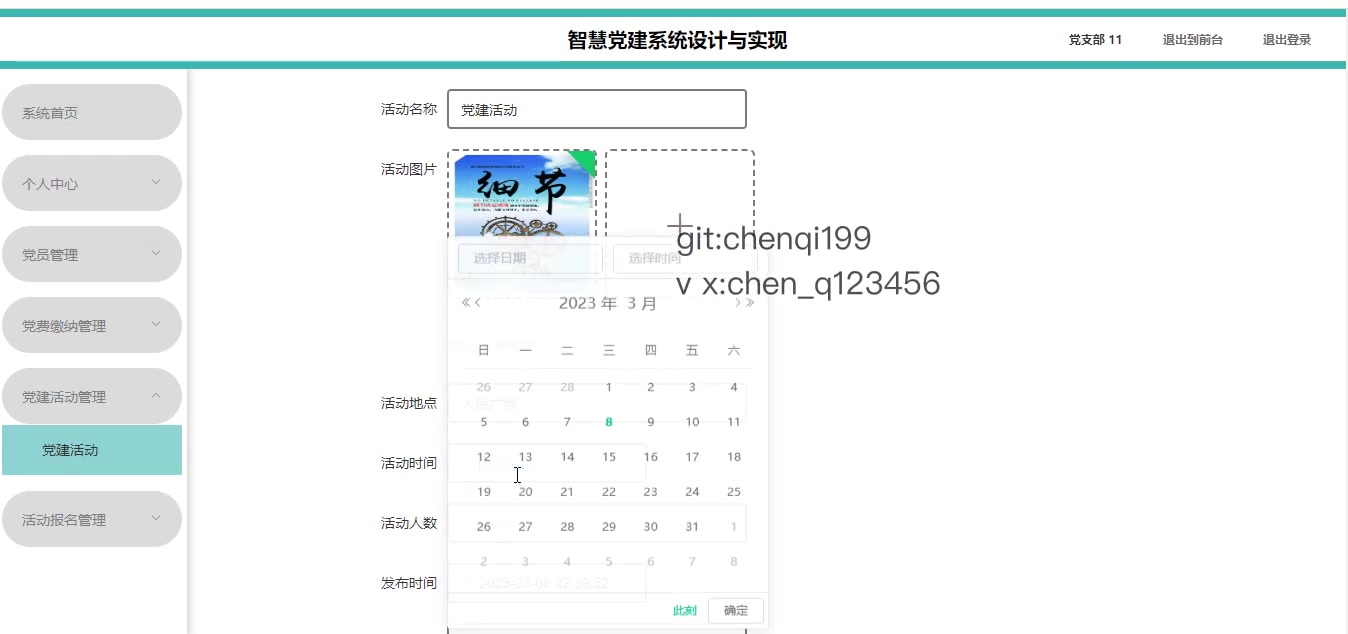 智慧党建系统设计与实现
党支部 11
退出到前台
退出登录
系统首页
个人中心
党员管理
党费缴纳管理
党建活动管理
党建活动
活动报名管理
活动名称
党建活动
活动图片
细节
git:chenqi199
v x:chen_q123456
选择日期
选择时间
2023 年 3 月
日 一 二 三 四 五 六
26 27 28 1 2 3 4
活动地点
人民广场
5 6 7 8 9 10 11
活动时间
12 13 14 15 16 17 18
19 20 21 22 23 24 25
活动人数
26 27 28 29 30 31 1
2 3 4 5 6 7 8
发布时间
2023-03-08 22:39:52
此刻
确定